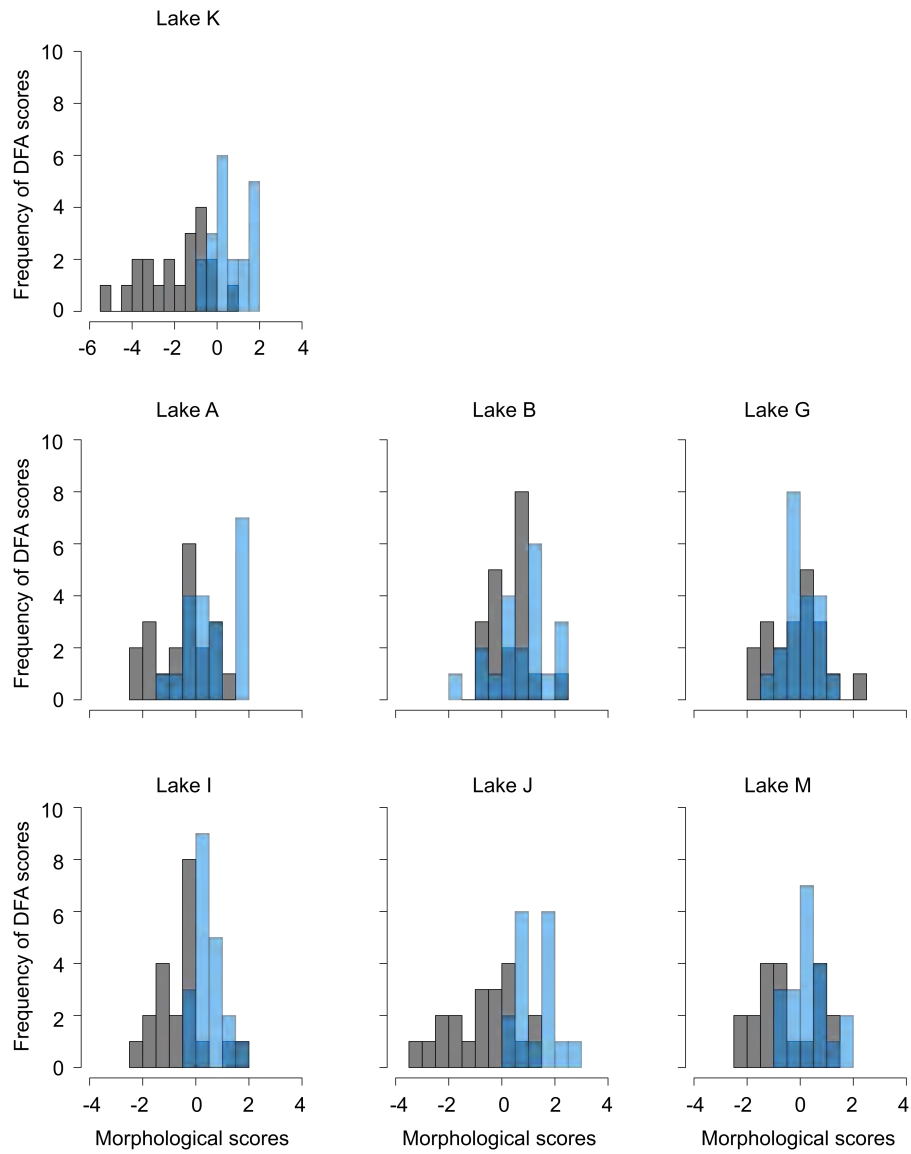 Lake K
Frequency of DFA scores
10
8
6
4
2
0
-6 -4 -2 0 2 4
Lake A Lake B Lake G
Frequency of DFA scores
10
8
6
4
2
0
Lake I Lake J Lake M
Frequency of DFA scores
10
8
6
4
2
0
-4 -2 0 2 4 -4 -2 0 2 4 -4 -2 0 2 4
Morphological scores Morphological scores Morphological scores